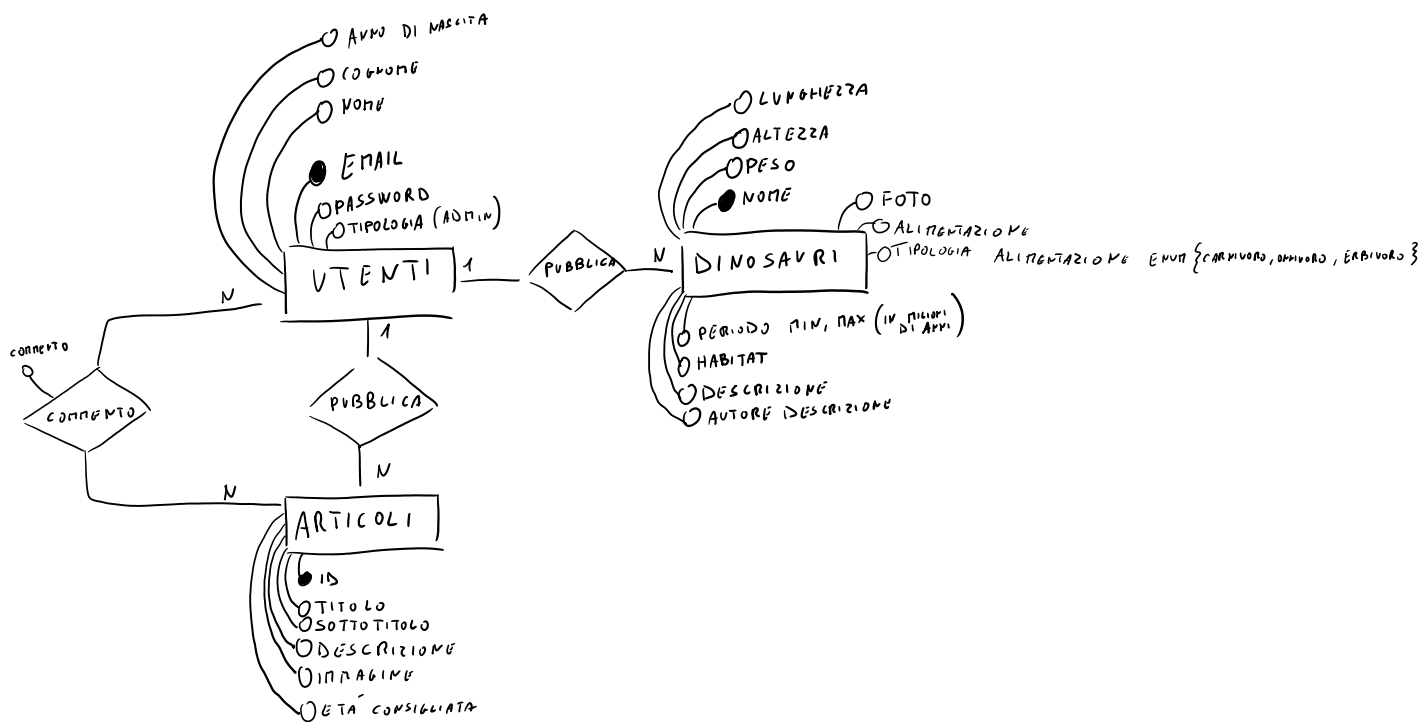 ANNO DI NASCITA
COGNOME
NOME
EMAIL
PASSWORD
TIPOLOGIA (ADMIN)
UTENTI
1
PUBBLICA
N
LUNGHEZZA
ALTEZZA
PESO
NOME
FOTO
ALIMENTAZIONE
TIPOLOGIA ALIMENTAZIONE ENUM {CARNIVORO, ONNIVORO, ERBIVORO}
DINOSAURI
PERIODO MIN, MAX (IN MILIONI
DI ANNI)
HABITAT
DESCRIZIONE
AUTORE DESCRIZIONE
N
COMMENTO
COMMENTO
N
1
PUBBLICA
N
ARTICOLI
ID
TITOLO
SOTTOTITOLO
DESCRIZIONE
IMMAGINE
ETÀ CONSIGLIATA